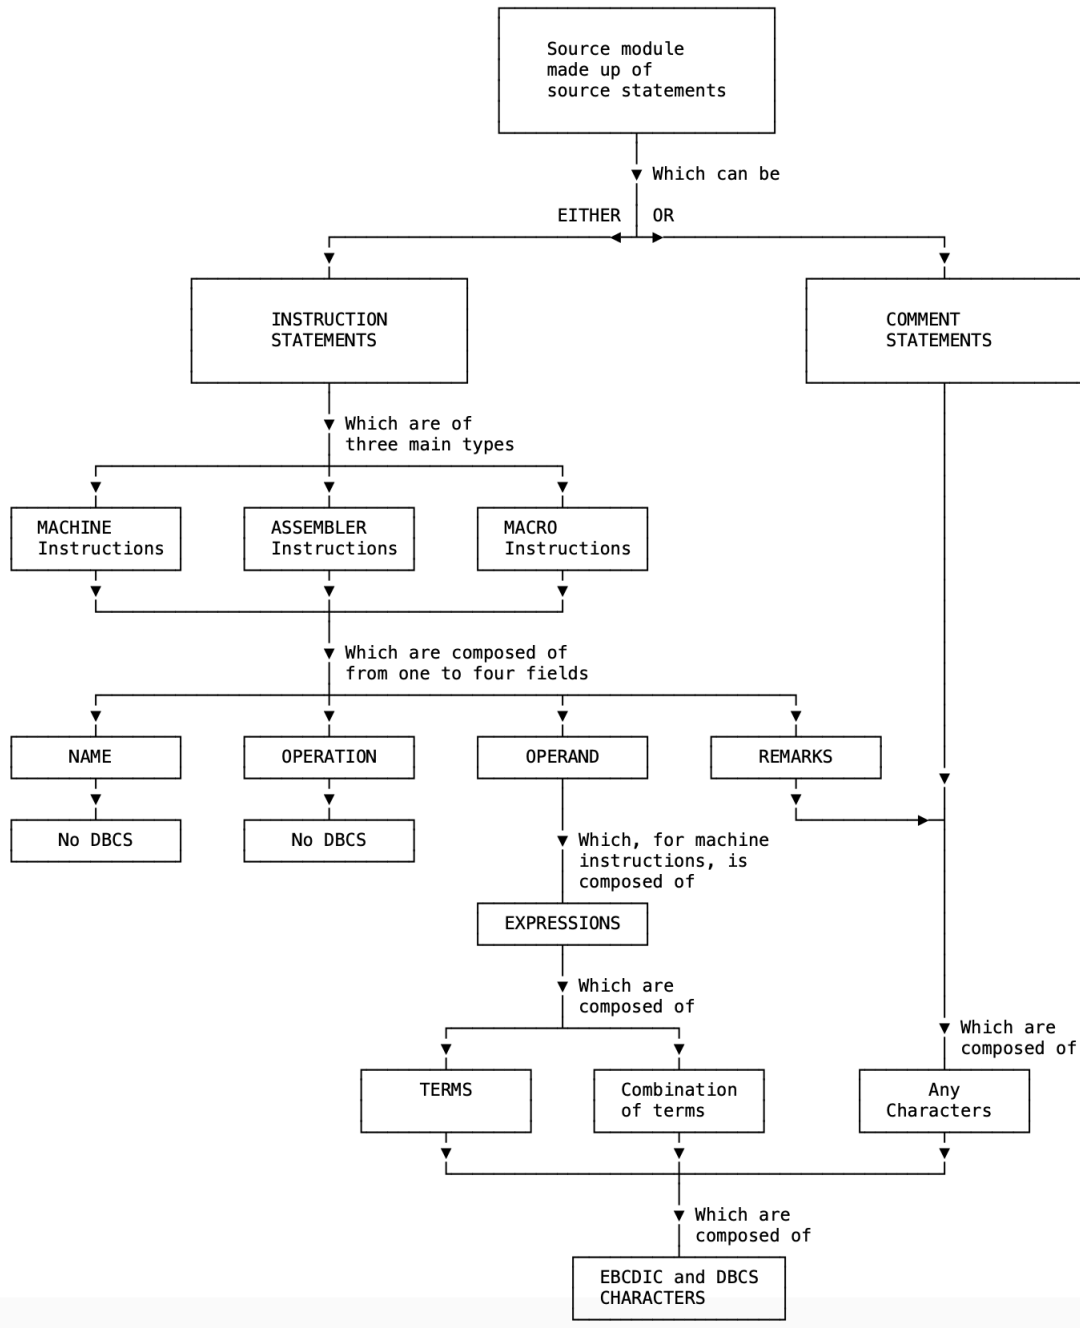 Source module
made up of
source statements
Which can be
EITHER OR
INSTRUCTION
STATEMENTS
COMMENT
STATEMENTS
Which are of
three main types
MACHINE
Instructions
ASSEMBLER
Instructions
MACRO
Instructions
Which are composed of
from one to four fields
NAME
OPERATION
OPERAND
REMARKS
No DBCS
No DBCS
Which, for machine
instructions, is
composed of
EXPRESSIONS
Which are
composed of
Which are
composed of
TERMS
Combination
of terms
Any
Characters
Which are
composed of
EBCDIC and DBCS
CHARACTERS